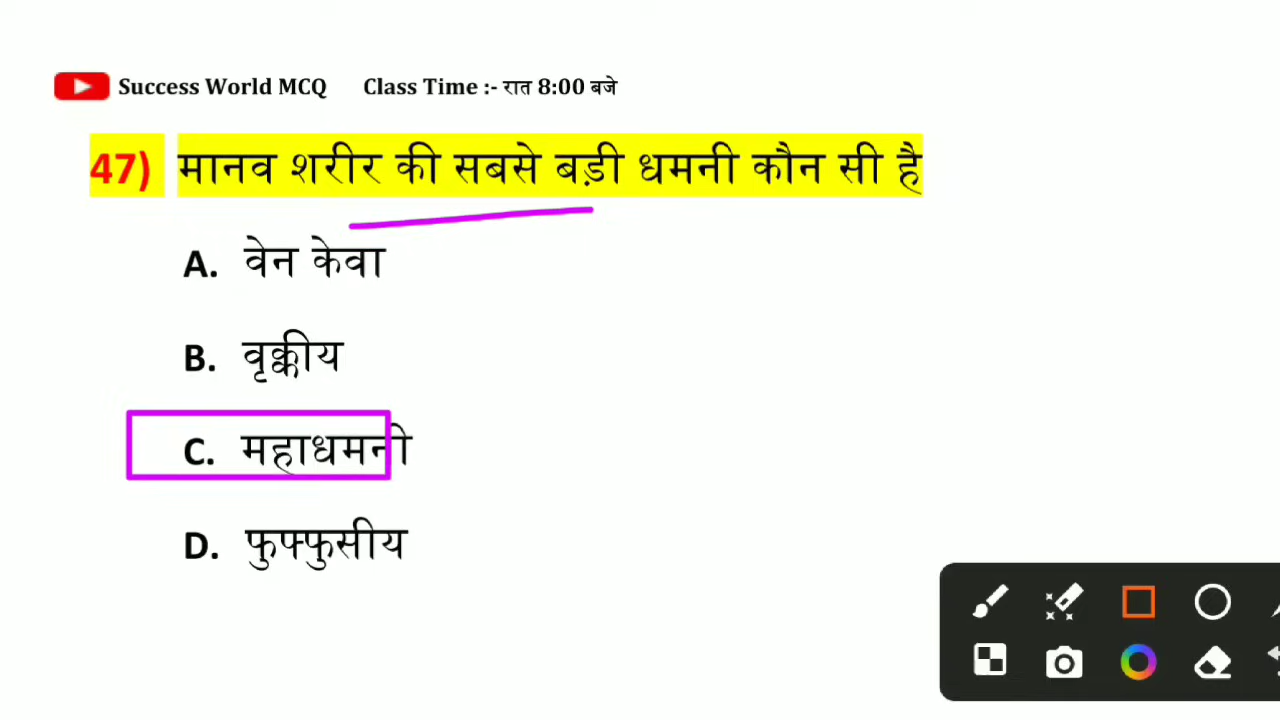 Success World MCQ Class Time :- रात 8:00 बजे
47) मानव शरीर की सबसे बड़ी धमनी कौन सी है
A. वेन केवा
B. वृक्कीय
C. महाधमनी
D. फुफ्फुसीय